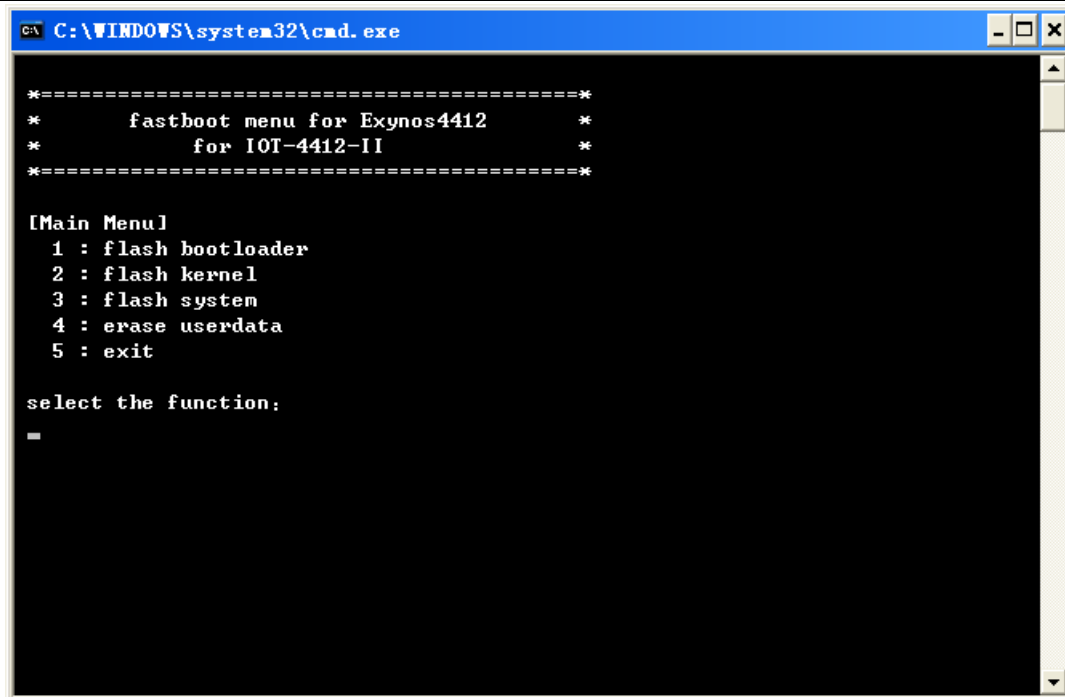 C:\WINDOWS\system32\cmd.exe
*==========================================*
*       fastboot menu for Exynos4412       *
*            for IOT-4412-II               *
*==========================================*
[Main Menu]
  1 : flash bootloader
  2 : flash kernel
  3 : flash system
  4 : erase userdata
  5 : exit
select the function: